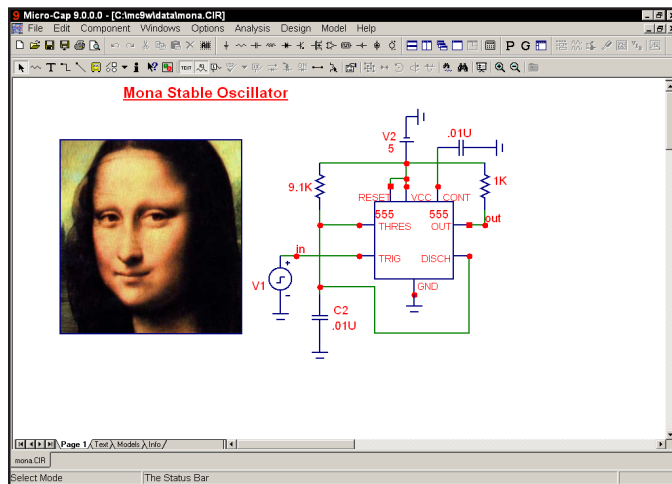 Micro-Cap 9.0.0.0 - [C:\mc9w\data\mona.CIR]
File Edit Component Windows Options Analysis Design Model Help
P G
T TEXT i
Mona Stable Oscillator
V2
5
.01U
9.1K
1K
RESET VCC CONT
555 555
THRES OUT
out
in
TRIG DISCH
V1
GND
C2
.01U
Page 1 Text Models Info
mona.CIR
Select Mode The Status Bar